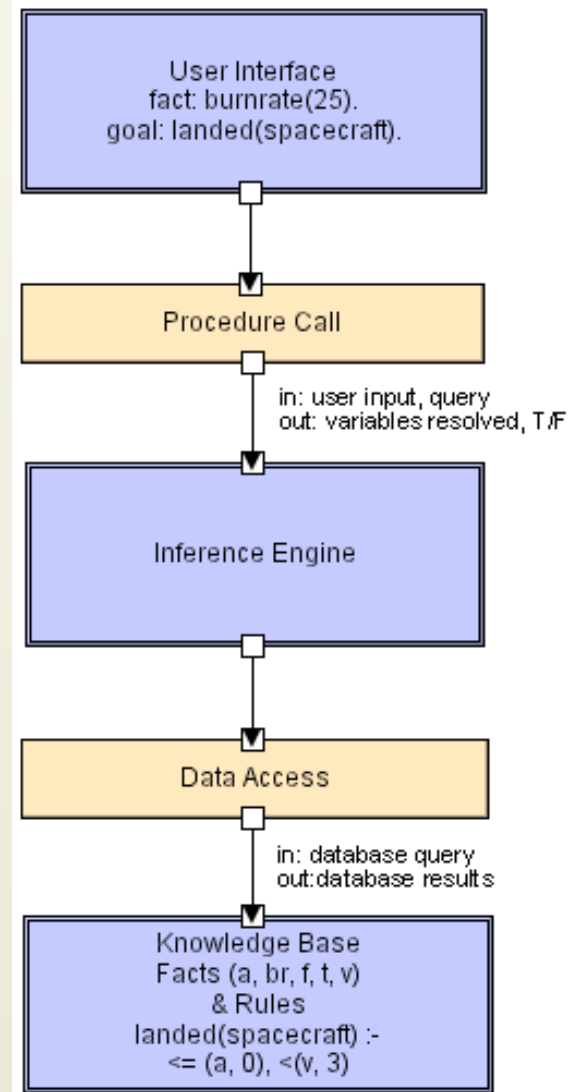 User Interface
fact: burnrate(25).
goal: landed(spacecraft).
Procedure Call
in: user input, query
out: variables resolved, T/F
Inference Engine
Data Access
in: database query
out:database results
Knowledge Base
Facts (a, br, f, t, v)
& Rules
landed(spacecraft) :-
<= (a, 0), <(v, 3)